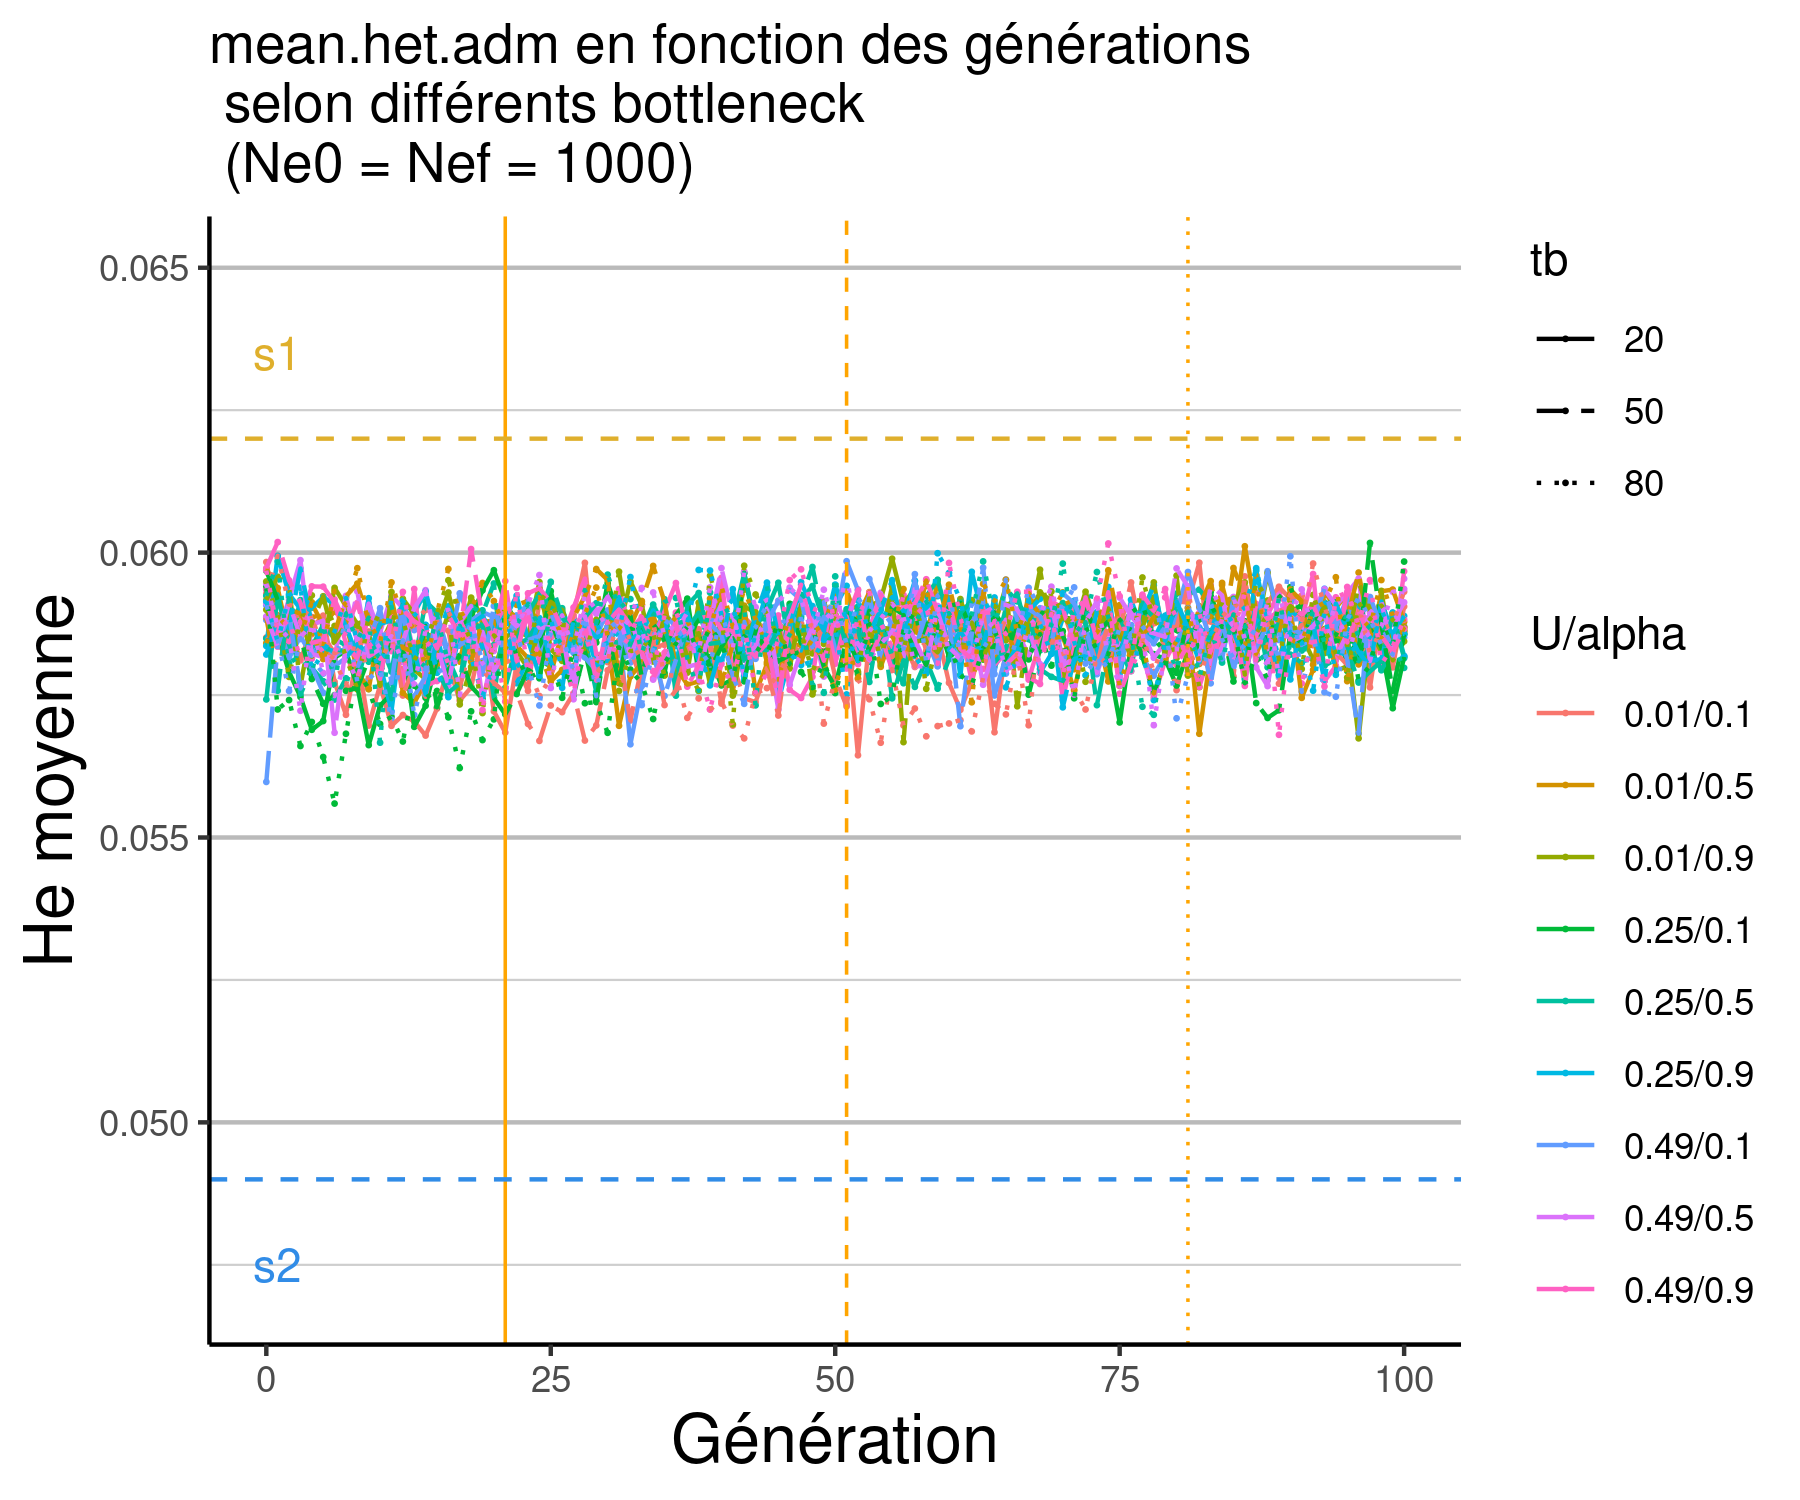 mean.het.adm en fonction des générations
selon différents bottleneck
(Ne0 = Nef = 1000)
He moyenne
0.065
0.060
0.055
0.050
s1
s2
0
25
50
75
100
Génération
tb
20
50
80
U/alpha
0.01/0.1
0.01/0.5
0.01/0.9
0.25/0.1
0.25/0.5
0.25/0.9
0.49/0.1
0.49/0.5
0.49/0.9